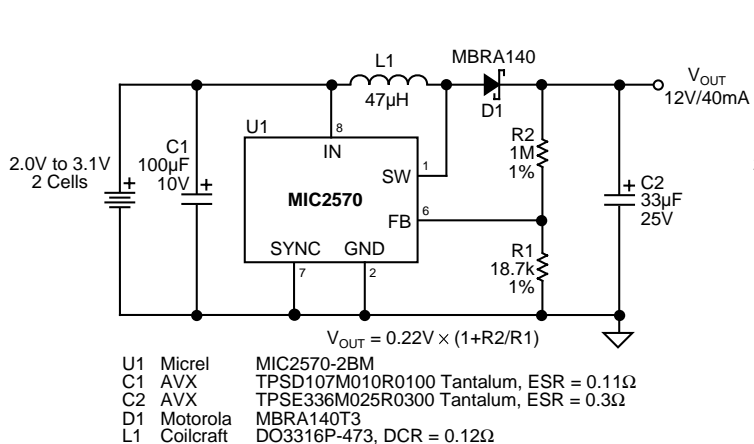 MBRA140
L1
V_OUT
12V/40mA
47µH
D1
U1
8
IN
R2
1M
1%
C1
100µF
10V
2.0V to 3.1V
2 Cells
1
SW
MIC2570
C2
33µF
25V
6
FB
SYNC
GND
7
2
R1
18.7k
1%
V_OUT = 0.22V × (1+R2/R1)
U1 Micrel MIC2570-2BM
C1 AVX TPSD107M010R0100 Tantalum, ESR = 0.11Ω
C2 AVX TPSE336M025R0300 Tantalum, ESR = 0.3Ω
D1 Motorola MBRA140T3
L1 Coilcraft DO3316P-473, DCR = 0.12Ω